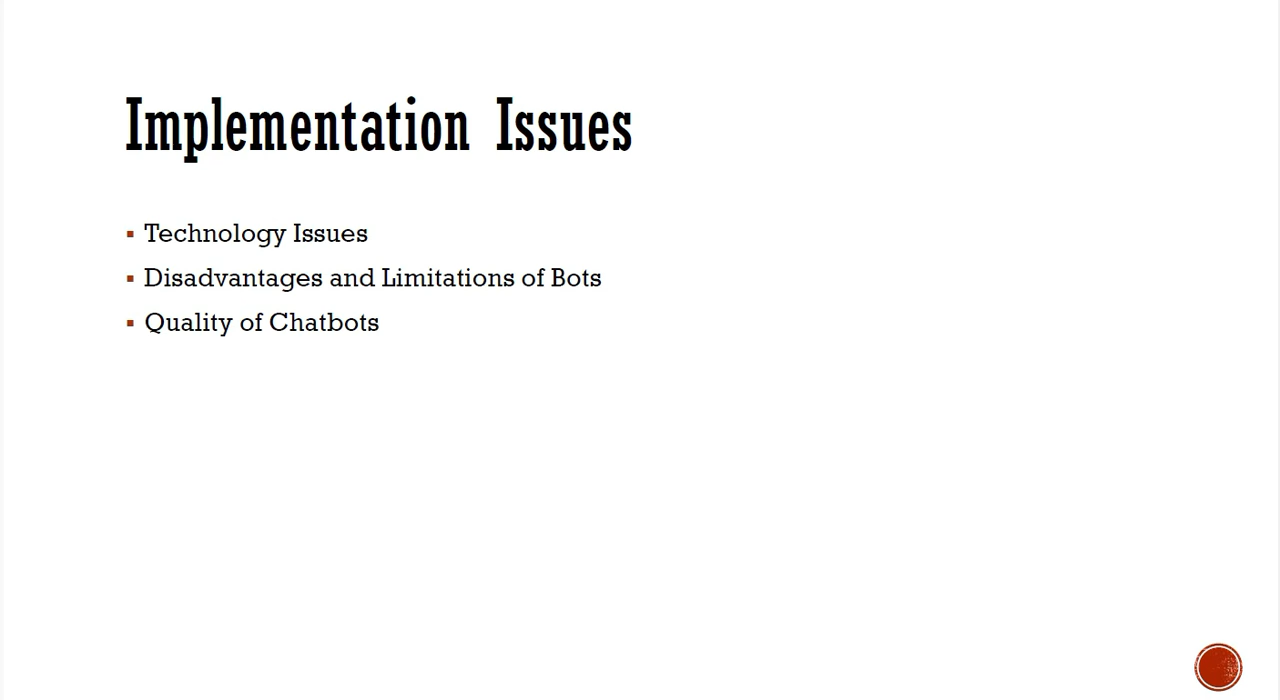 Implementation Issues
Technology Issues
Disadvantages and Limitations of Bots
Quality of Chatbots